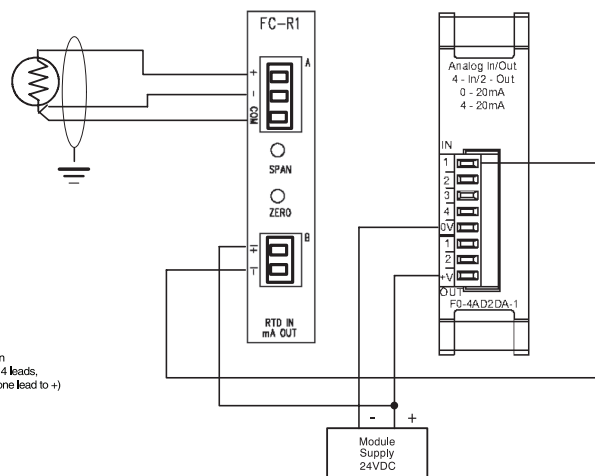 FC-R1
A
+
-
COM
SPAN
ZERO
B
+
-
RTD IN
mA OUT
Analog In/Out
4 - In/2 - Out
0 - 20mA
4 - 20mA
IN
1
2
3
4
0V
1
2
+V
OUT
F0-4AD2DA-1
n
4 leads,
one lead to +)
- +
Module
Supply
24VDC